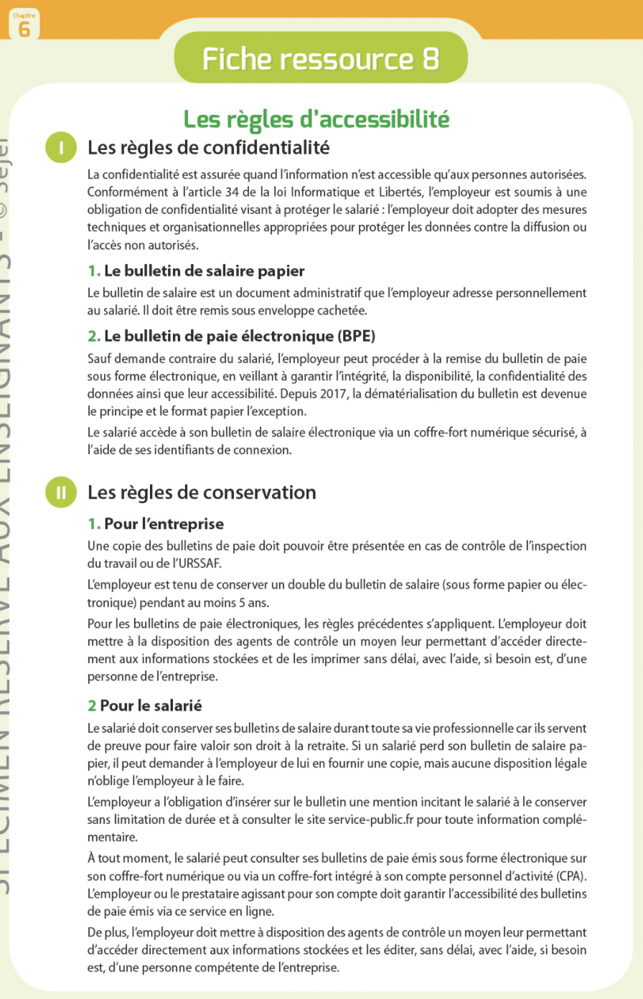 Chapitre
6
Fiche ressource 8
Les règles d’accessibilité
I Les règles de confidentialité
La confidentialité est assurée quand l’information n’est accessible qu’aux personnes autorisées.
Conformément à l’article 34 de la loi Informatique et Libertés, l’employeur est soumis à une
obligation de confidentialité visant à protéger le salarié : l’employeur doit adopter des mesures
techniques et organisationnelles appropriées pour protéger les données contre la diffusion ou
l’accès non autorisés.
1. Le bulletin de salaire papier
Le bulletin de salaire est un document administratif que l’employeur adresse personnellement
au salarié. Il doit être remis sous enveloppe cachetée.
2. Le bulletin de paie électronique (BPE)
Sauf demande contraire du salarié, l’employeur peut procéder à la remise du bulletin de paie
sous forme électronique, en veillant à garantir l’intégrité, la disponibilité, la confidentialité des
données ainsi que leur accessibilité. Depuis 2017, la dématérialisation du bulletin est devenue
le principe et le format papier l’exception.
Le salarié accède à son bulletin de salaire électronique via un coffre-fort numérique sécurisé, à
l’aide de ses identifiants de connexion.
II Les règles de conservation
1. Pour l’entreprise
Une copie des bulletins de paie doit pouvoir être présentée en cas de contrôle de l’inspection
du travail ou de l’URSSAF.
L’employeur est tenu de conserver un double du bulletin de salaire (sous forme papier ou élec-
tronique) pendant au moins 5 ans.
Pour les bulletins de paie électroniques, les règles précédentes s’appliquent. L’employeur doit
mettre à la disposition des agents de contrôle un moyen leur permettant d’accéder directe-
ment aux informations stockées et de les imprimer sans délai, avec l’aide, si besoin est, d’une
personne de l’entreprise.
2 Pour le salarié
Le salarié doit conserver ses bulletins de salaire durant toute sa vie professionnelle car ils servent
de preuve pour faire valoir son droit à la retraite. Si un salarié perd son bulletin de salaire pa-
pier, il peut demander à l’employeur de lui en fournir une copie, mais aucune disposition légale
n’oblige l’employeur à le faire.
L’employeur a l’obligation d’insérer sur le bulletin une mention incitant le salarié à le conserver
sans limitation de durée et à consulter le site service-public.fr pour toute information complé-
mentaire.
À tout moment, le salarié peut consulter ses bulletins de paie émis sous forme électronique sur
son coffre-fort numérique ou via un coffre-fort intégré à son compte personnel d’activité (CPA).
L’employeur ou le prestataire agissant pour son compte doit garantir l’accessibilité des bulletins
de paie émis via ce service en ligne.
De plus, l’employeur doit mettre à disposition des agents de contrôle un moyen leur permettant
d’accéder directement aux informations stockées et les éditer, sans délai, avec l’aide, si besoin
est, d’une personne compétente de l’entreprise.
SPÉCIMEN RÉSERVÉ AUX ENSEIGNANTS - © Sejer